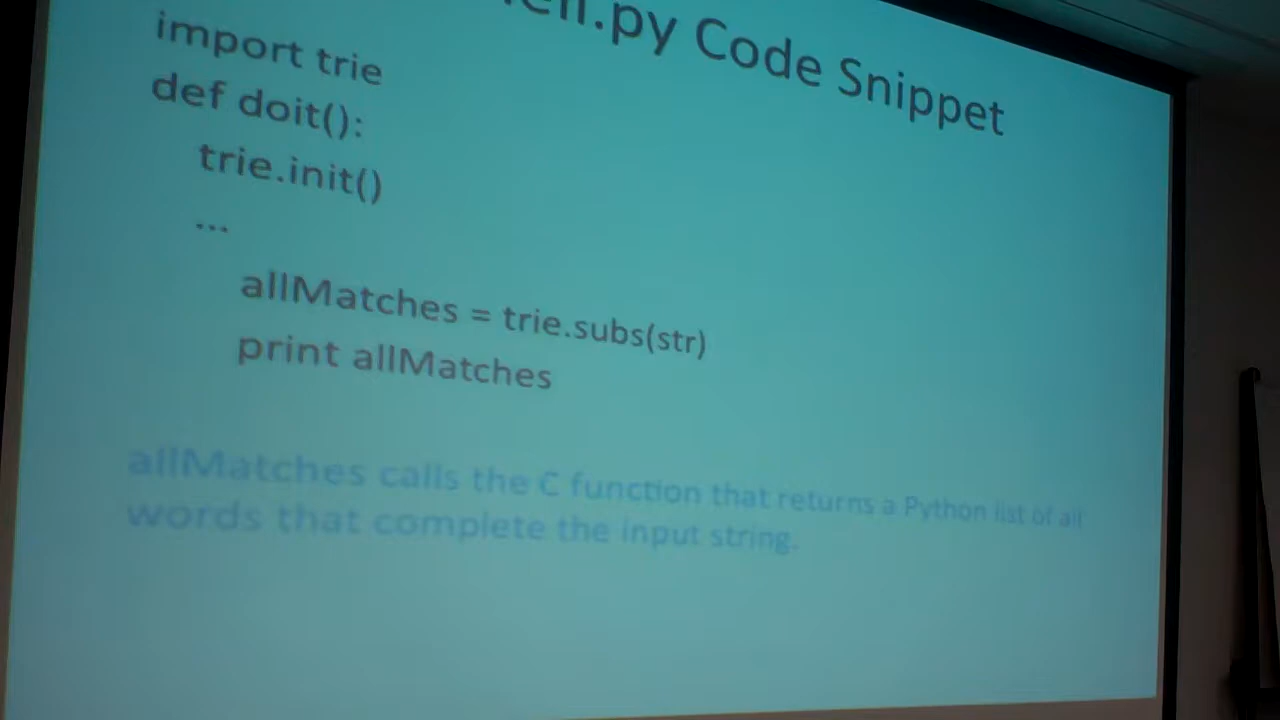 Code Snippet
import trie
def doit():
trie.init()
...
allMatches = trie.subs(str)
print allMatches
allMatches calls the C function that returns a Python list of all
words that complete the input string.